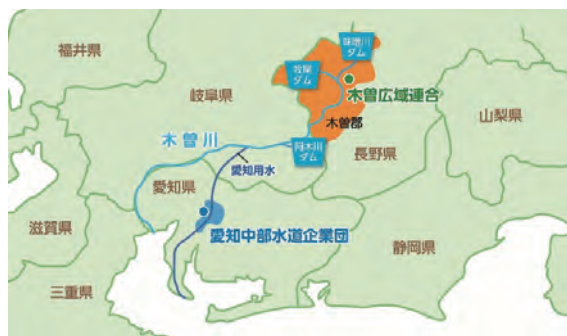 福井県
味噌川
ダム
牧尾
ダム
木曽広域連合
岐阜県
木曽郡
山梨県
木曽川
阿木川
ダム
長野県
愛知用水
愛知県
滋賀県
愛知中部水道企業団
静岡県
三重県